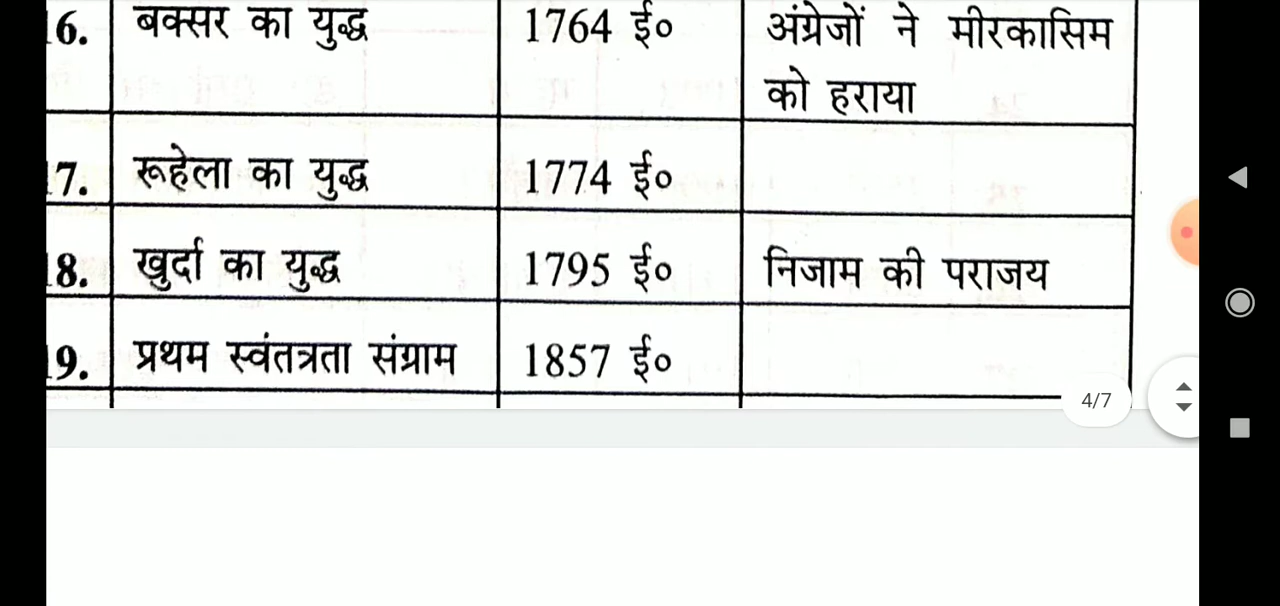 16. बक्सर का युद्ध 1764 ई० अंग्रेजों ने मीरकासिम
को हराया
17. रूहेला का युद्ध 1774 ई०
18. खुर्दा का युद्ध 1795 ई० निजाम की पराजय
19. प्रथम स्वंतत्रता संग्राम 1857 ई०
4/7